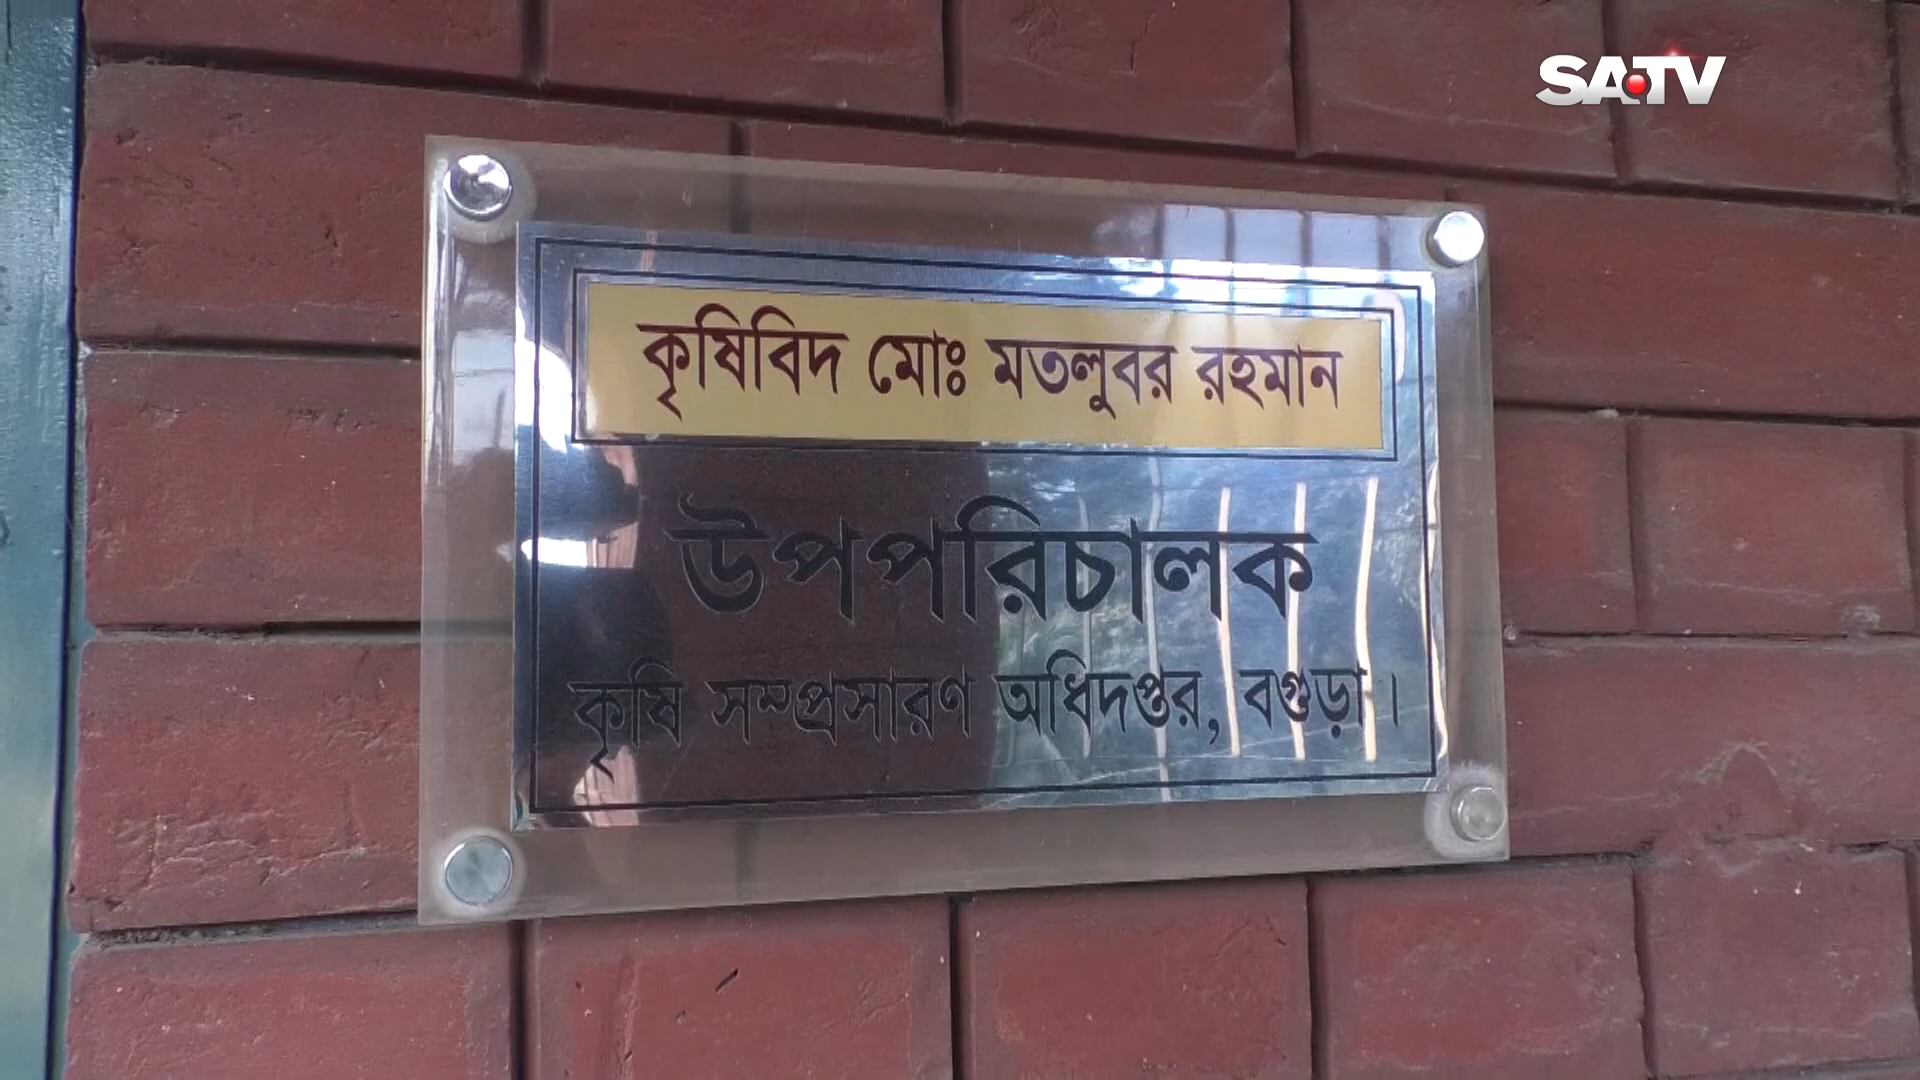 SATV
কৃষিবিদ মোঃ মতলুবর রহমান
উপপরিচালক
কৃষি সম্প্রসারণ অধিদপ্তর, বগুড়া।